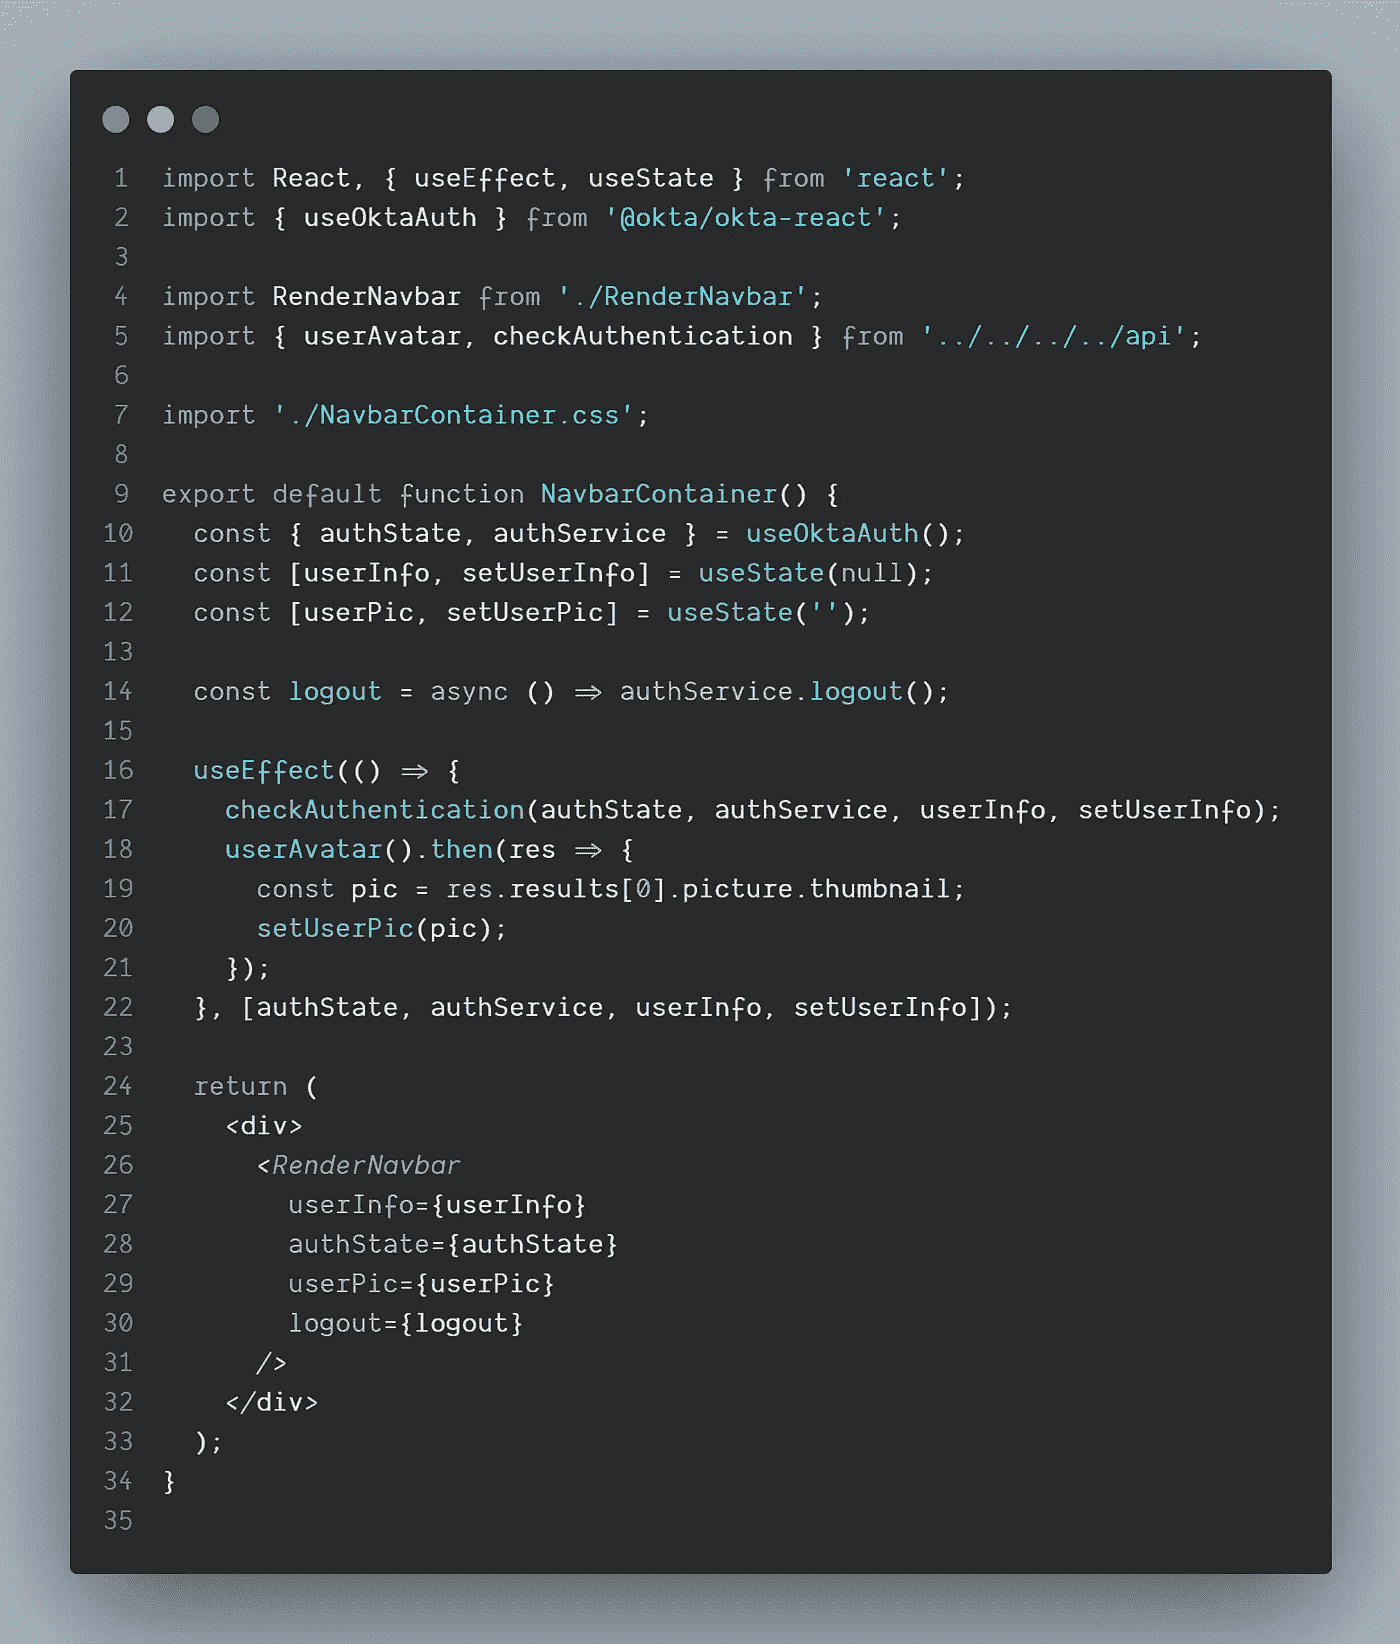 1 import React, { useEffect, useState } from 'react';
2 import { useOktaAuth } from '@okta/okta-react';
3
4 import RenderNavbar from './RenderNavbar';
5 import { userAvatar, checkAuthentication } from '../../../../api';
6
7 import './NavbarContainer.css';
8
9 export default function NavbarContainer() {
10   const { authState, authService } = useOktaAuth();
11   const [userInfo, setUserInfo] = useState(null);
12   const [userPic, setUserPic] = useState('');
13
14   const logout = async () => authService.logout();
15
16   useEffect(() => {
17     checkAuthentication(authState, authService, userInfo, setUserInfo);
18     userAvatar().then(res => {
19       const pic = res.results[0].picture.thumbnail;
20       setUserPic(pic);
21     });
22   }, [authState, authService, userInfo, setUserInfo]);
23
24   return (
25     <div>
26       <RenderNavbar
27         userInfo={userInfo}
28         authState={authState}
29         userPic={userPic}
30         logout={logout}
31       />
32     </div>
33   );
34 }
35